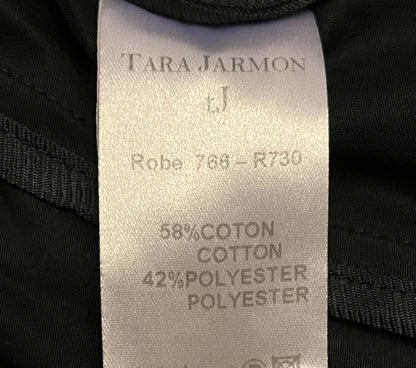 TARA JARMON
tJ
Robe 768-R730
58%COTON
COTTON
42%POLYESTER
POLYESTER